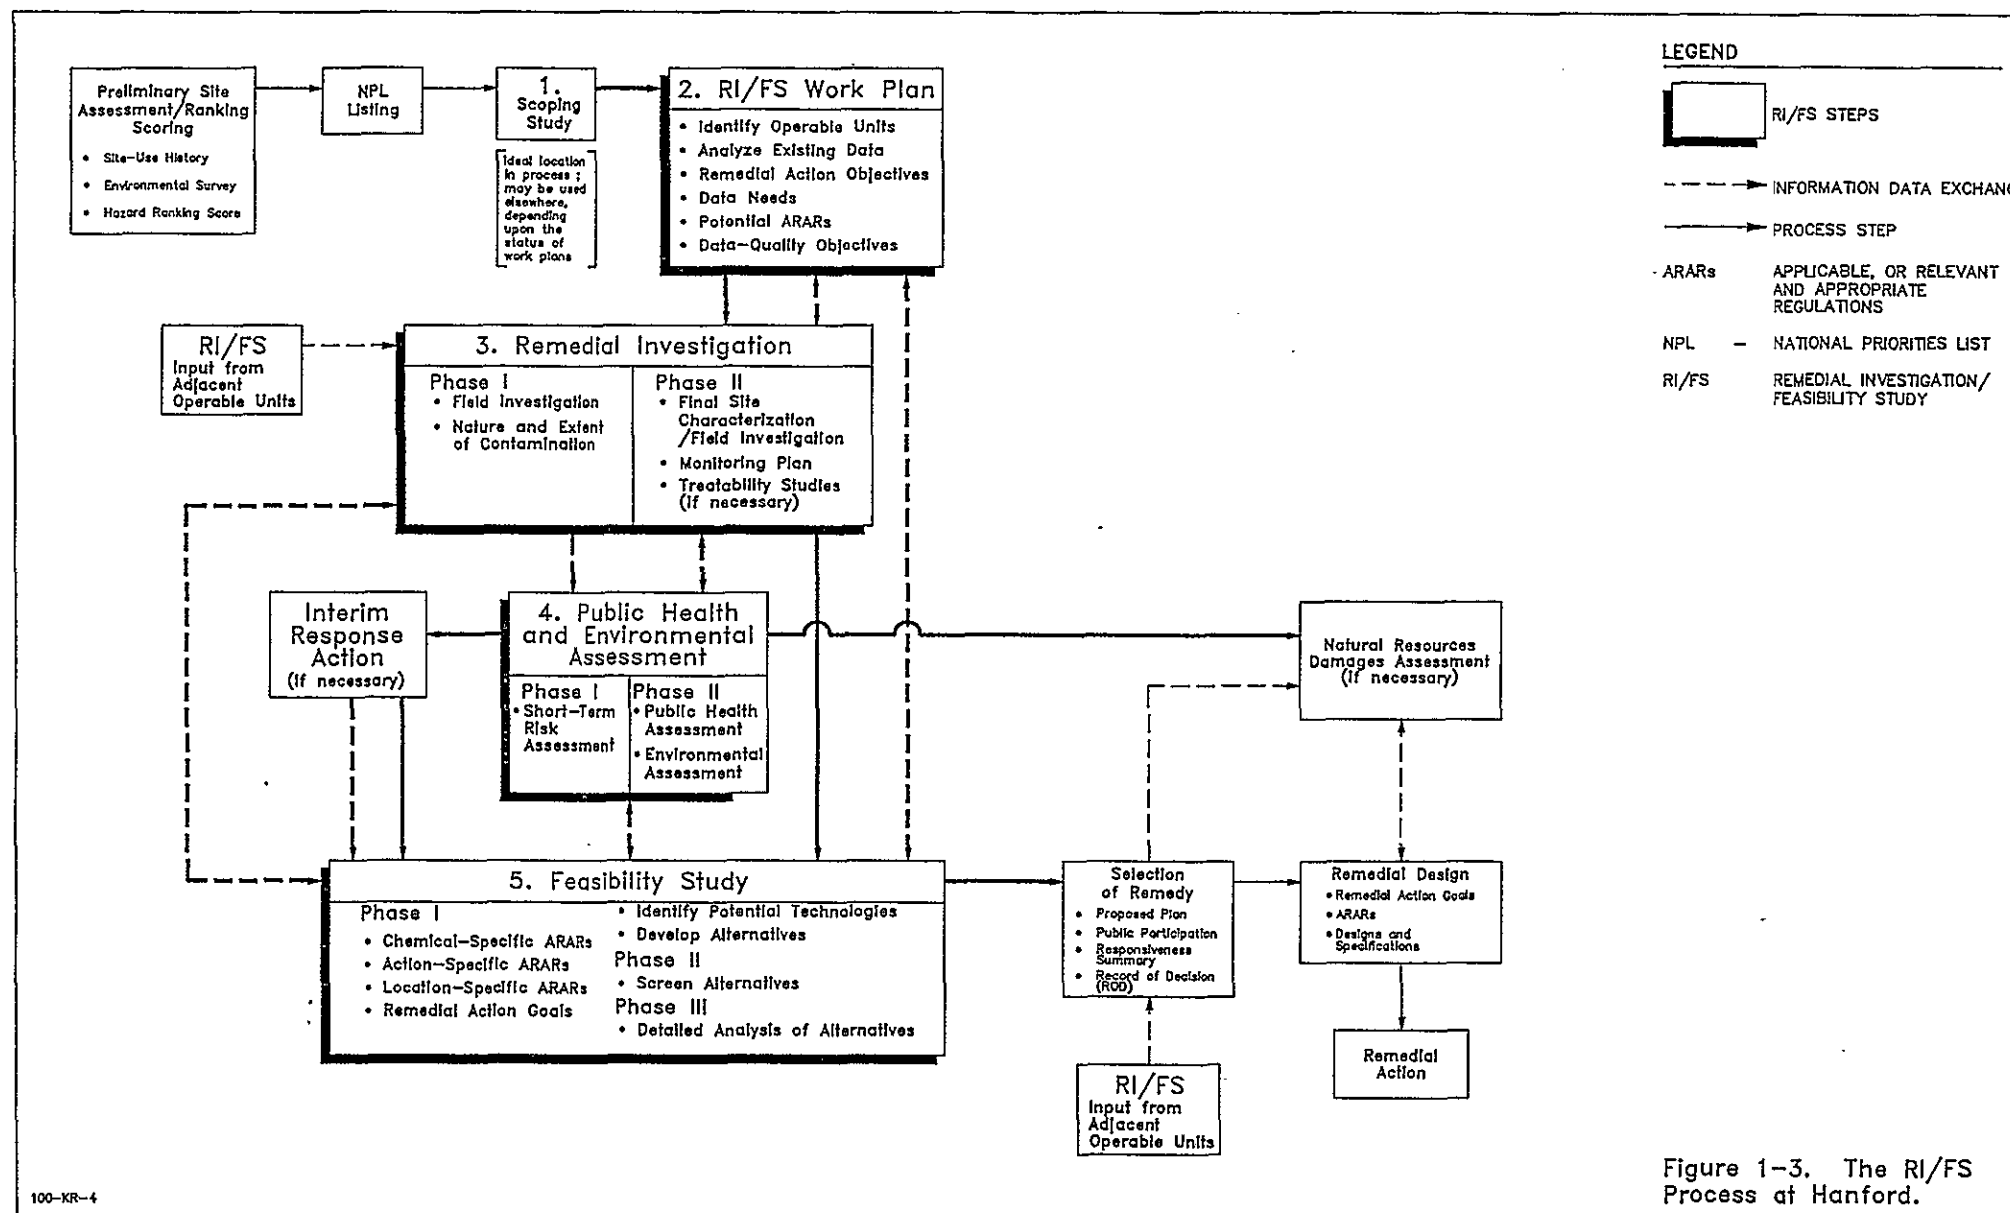 Preliminary Site
Assessment/Ranking
Scoring
• Site-Use History
• Environmental Survey
• Hazard Ranking Score
NPL
Listing
1.
Scoping
Study
Ideal location
in process ;
may be used
elsewhere,
depending
upon the
status of
work plans
2. RI/FS Work Plan
• Identify Operable Units
• Analyze Existing Data
• Remedial Action Objectives
• Data Needs
• Potential ARARs
• Data-Quality Objectives
LEGEND
RI/FS STEPS
INFORMATION DATA EXCHANG
PROCESS STEP
ARARs APPLICABLE, OR RELEVANT
AND APPROPRIATE
REGULATIONS
NPL — NATIONAL PRIORITIES LIST
RI/FS REMEDIAL INVESTIGATION/
FEASIBILITY STUDY
RI/FS
Input from
Adjacent
Operable Units
3. Remedial Investigation
Phase I
• Field Investigation
• Nature and Extent
of Contamination
Phase II
• Final Site
Characterization
/Field Investigation
• Monitoring Plan
• Treatability Studies
(if necessary)
Interim
Response
Action
(if necessary)
4. Public Health
and Environmental
Assessment
Phase I
• Short-Term
Risk
Assessment
Phase II
• Public Health
Assessment
• Environmental
Assessment
Natural Resources
Damages Assessment
(if necessary)
5. Feasibility Study
Phase I
• Chemical-Specific ARARs
• Action-Specific ARARs
• Location-Specific ARARs
• Remedial Action Goals
• Identify Potential Technologies
• Develop Alternatives
Phase II
• Screen Alternatives
Phase III
• Detailed Analysis of Alternatives
Selection
of Remedy
• Proposed Plan
• Public Participation
• Responsiveness
Summary
• Record of Decision
(ROD)
Remedial Design
• Remedial Action Goals
• ARARs
• Designs and
Specifications
Remedial
Action
RI/FS
Input from
Adjacent
Operable Units
100-KR-4
Figure 1-3. The RI/FS
Process at Hanford.